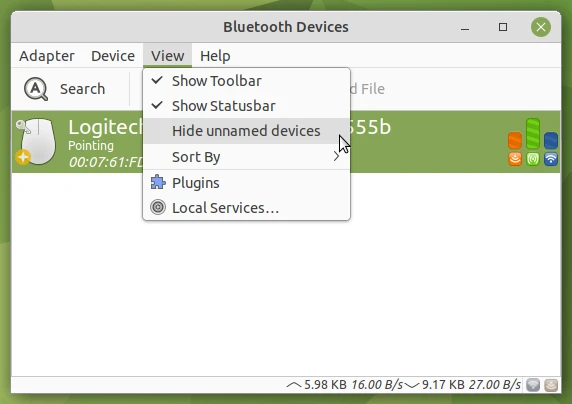 Bluetooth Devices
Adapter Device View Help
Search
d File
Show Toolbar
Show Statusbar
Hide unnamed devices
Sort By
Plugins
Local Services…
Logitech 555b
Pointing
00:07:61:FD
5.98 KB 16.00 B/s 9.17 KB 27.00 B/s